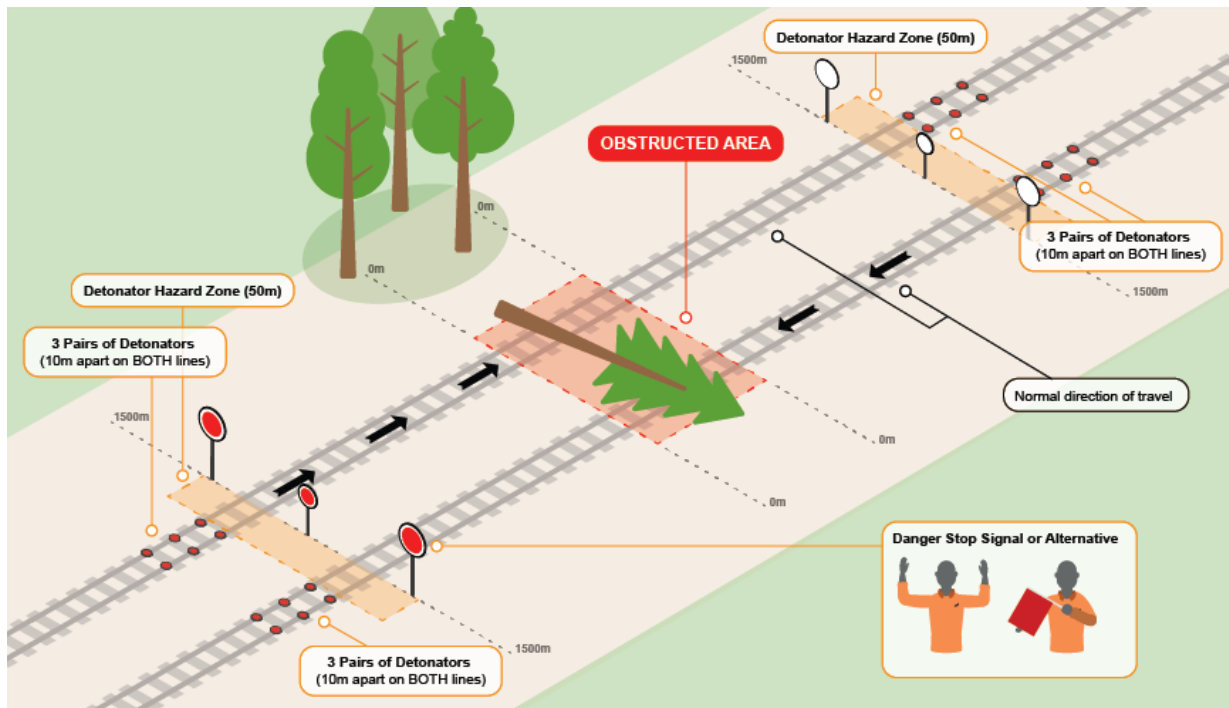 Detonator Hazard Zone (50m)
1500m
OBSTRUCTED AREA
0m
0m
3 Pairs of Detonators
(10m apart on BOTH lines)
1500m
Detonator Hazard Zone (50m)
3 Pairs of Detonators
(10m apart on BOTH lines)
Normal direction of travel
1500m
0m
0m
Danger Stop Signal or Alternative
1500m
3 Pairs of Detonators
(10m apart on BOTH lines)